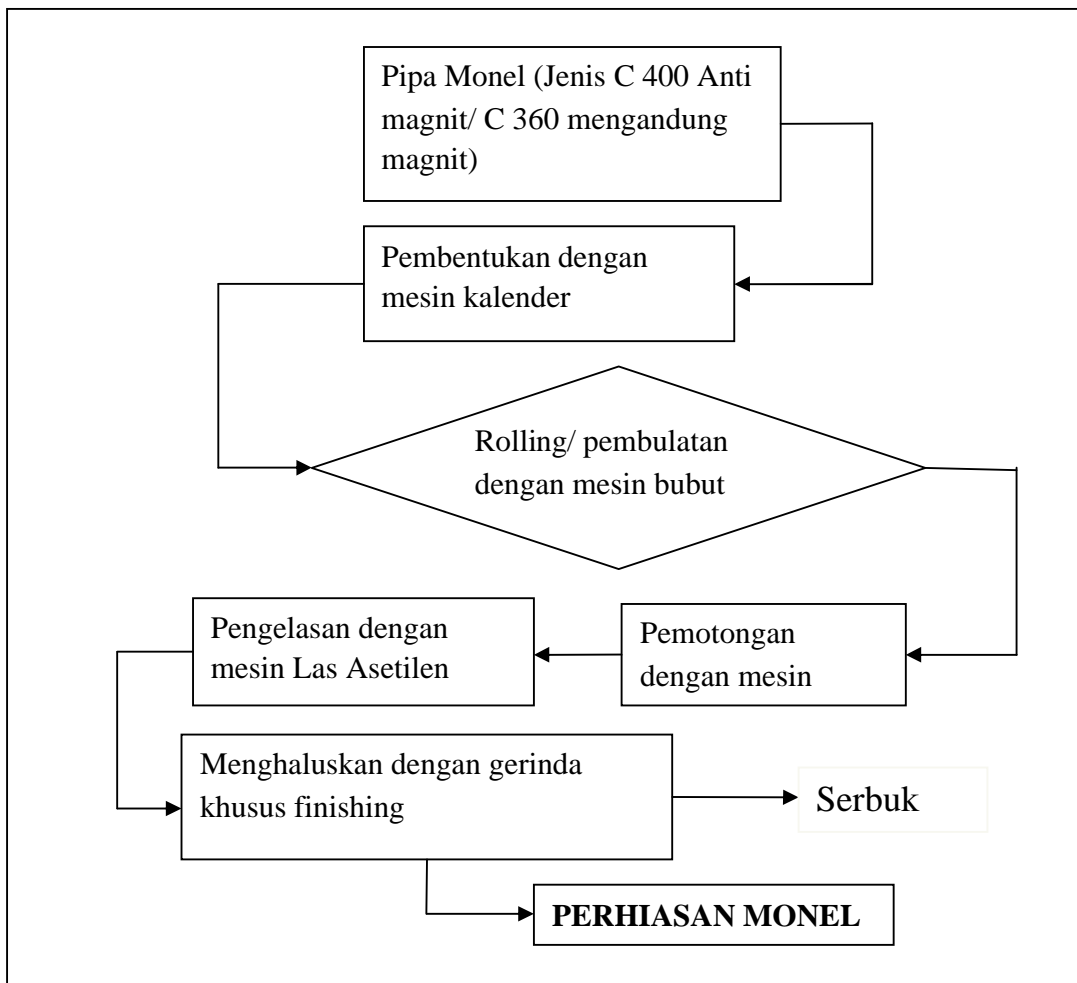 Pipa Monel (Jenis C 400 Anti
magnit/ C 360 mengandung
magnit)
Pembentukan dengan
mesin kalender
Rolling/ pembulatan
dengan mesin bubut
Pemotongan
dengan mesin
Pengelasan dengan
mesin Las Asetilen
Menghaluskan dengan gerinda
khusus finishing
Serbuk
PERHIASAN MONEL